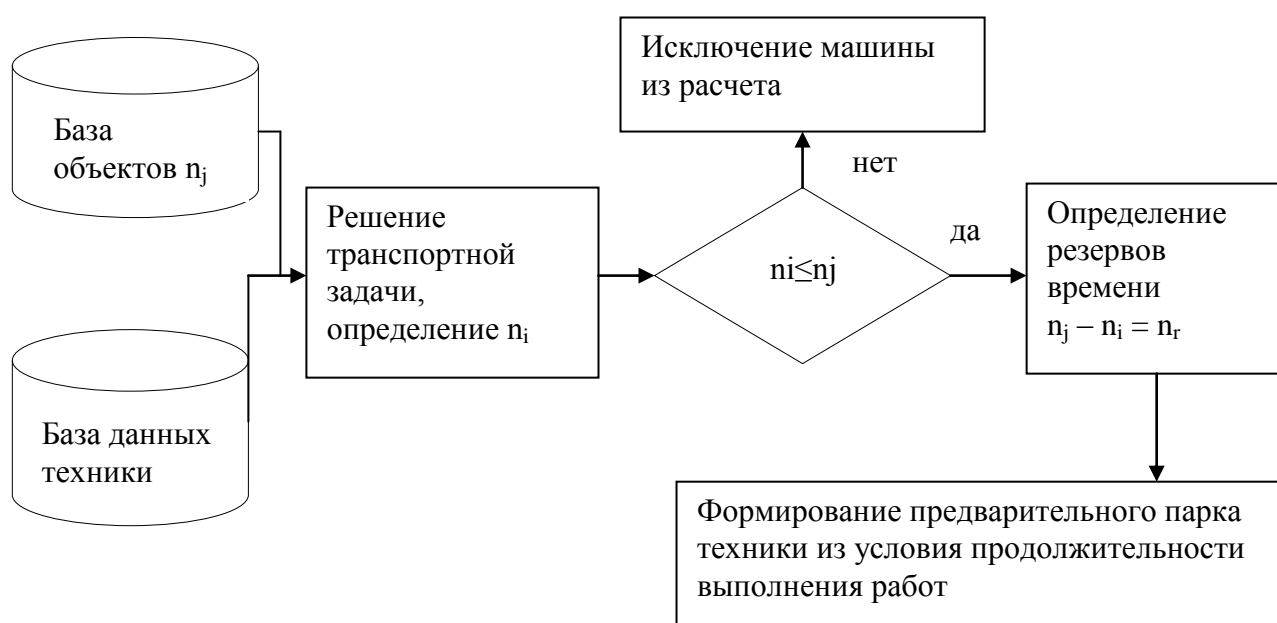 Исключение машины
из расчета
База
объектов nj
нет
Решение
транспортной
задачи,
определение ni
ni≤nj
да
Определение
резервов
времени
nj – ni = nr
База данных
техники
Формирование предварительного парка
техники из условия продолжительности
выполнения работ